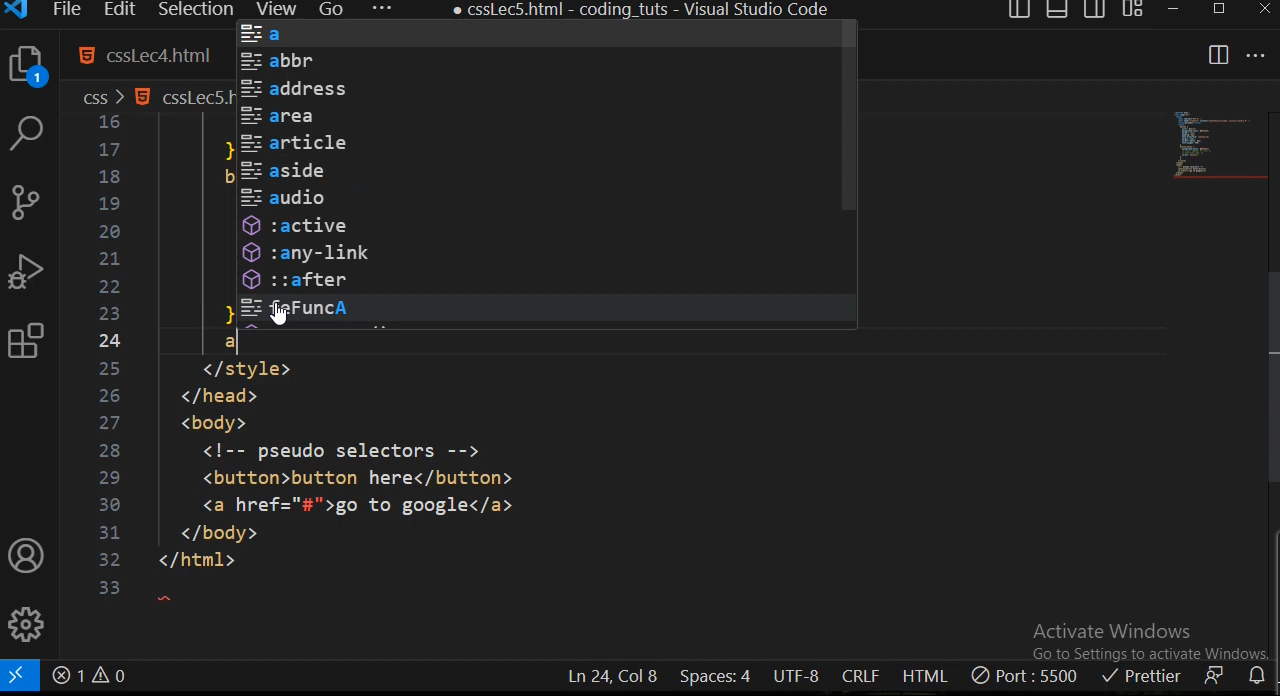 File Edit Selection View Go ··· ● cssLec5.html - coding_tuts - Visual Studio Code
cssLec4.html
css > cssLec5.h
a
abbr
address
area
article
aside
audio
:active
:any-link
::after
feFuncA
16
17 }
18 b
19
20
21
22
23 }
24 a
25 </style>
26 </head>
27 <body>
28 <!-- pseudo selectors -->
29 <button>button here</button>
30 <a href="#">go to google</a>
31 </body>
32 </html>
33
1
Activate Windows
Go to Settings to activate Windows.
1 0 Ln 24, Col 8 Spaces: 4 UTF-8 CRLF HTML Port : 5500 Prettier